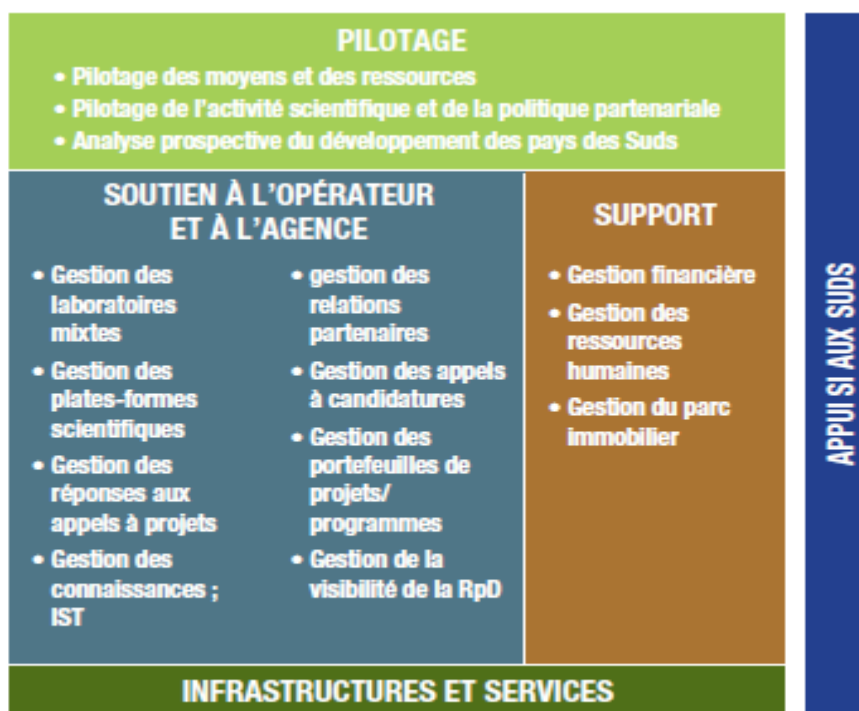 PILOTAGE
• Pilotage des moyens et des ressources
• Pilotage de l'activité scientifique et de la politique partenariale
• Analyse prospective du développement des pays des Suds
SOUTIEN À L'OPÉRATEUR
ET À L'AGENCE
• Gestion des
laboratoires
mixtes
• Gestion des
plates-formes
scientifiques
• Gestion des
réponses aux
appels à projets
• Gestion des
connaissances ;
IST
• gestion des
relations
partenaires
• Gestion des appels
à candidatures
• Gestion des
portefeuilles de
projets/
programmes
• Gestion de la
visibilité de la RpD
SUPPORT
• Gestion financière
• Gestion des
ressources
humaines
• Gestion du parc
immobilier
INFRASTRUCTURES ET SERVICES
APPUI SI AUX SUDS